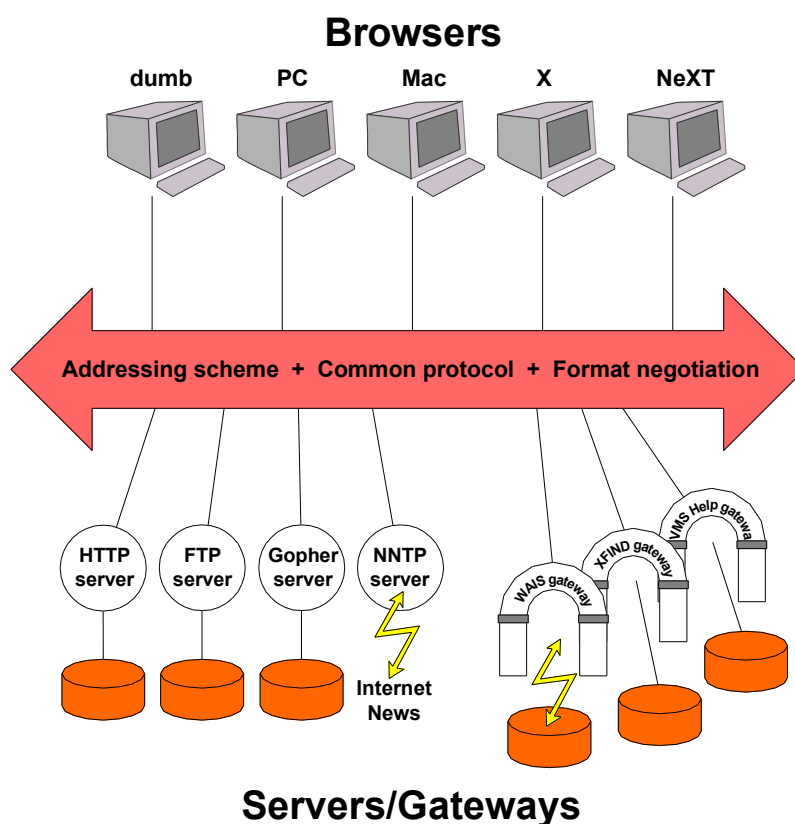 Browsers
dumb PC Mac X NeXT
Addressing scheme + Common protocol + Format negotiation
HTTP server
FTP server
Gopher server
NNTP server
Internet News
WAIS gateway
XFIND gateway
VMS Help gatewa
Servers/Gateways